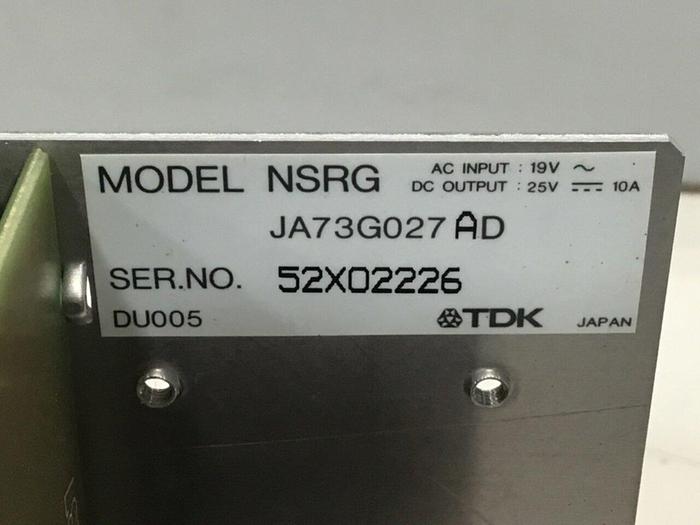 MODEL NSRG AC INPUT : 19V ~
DC OUTPUT : 25V ⎓ 10A
JA73G027 AD
SER.NO. 52X02226
DU005 TDK JAPAN